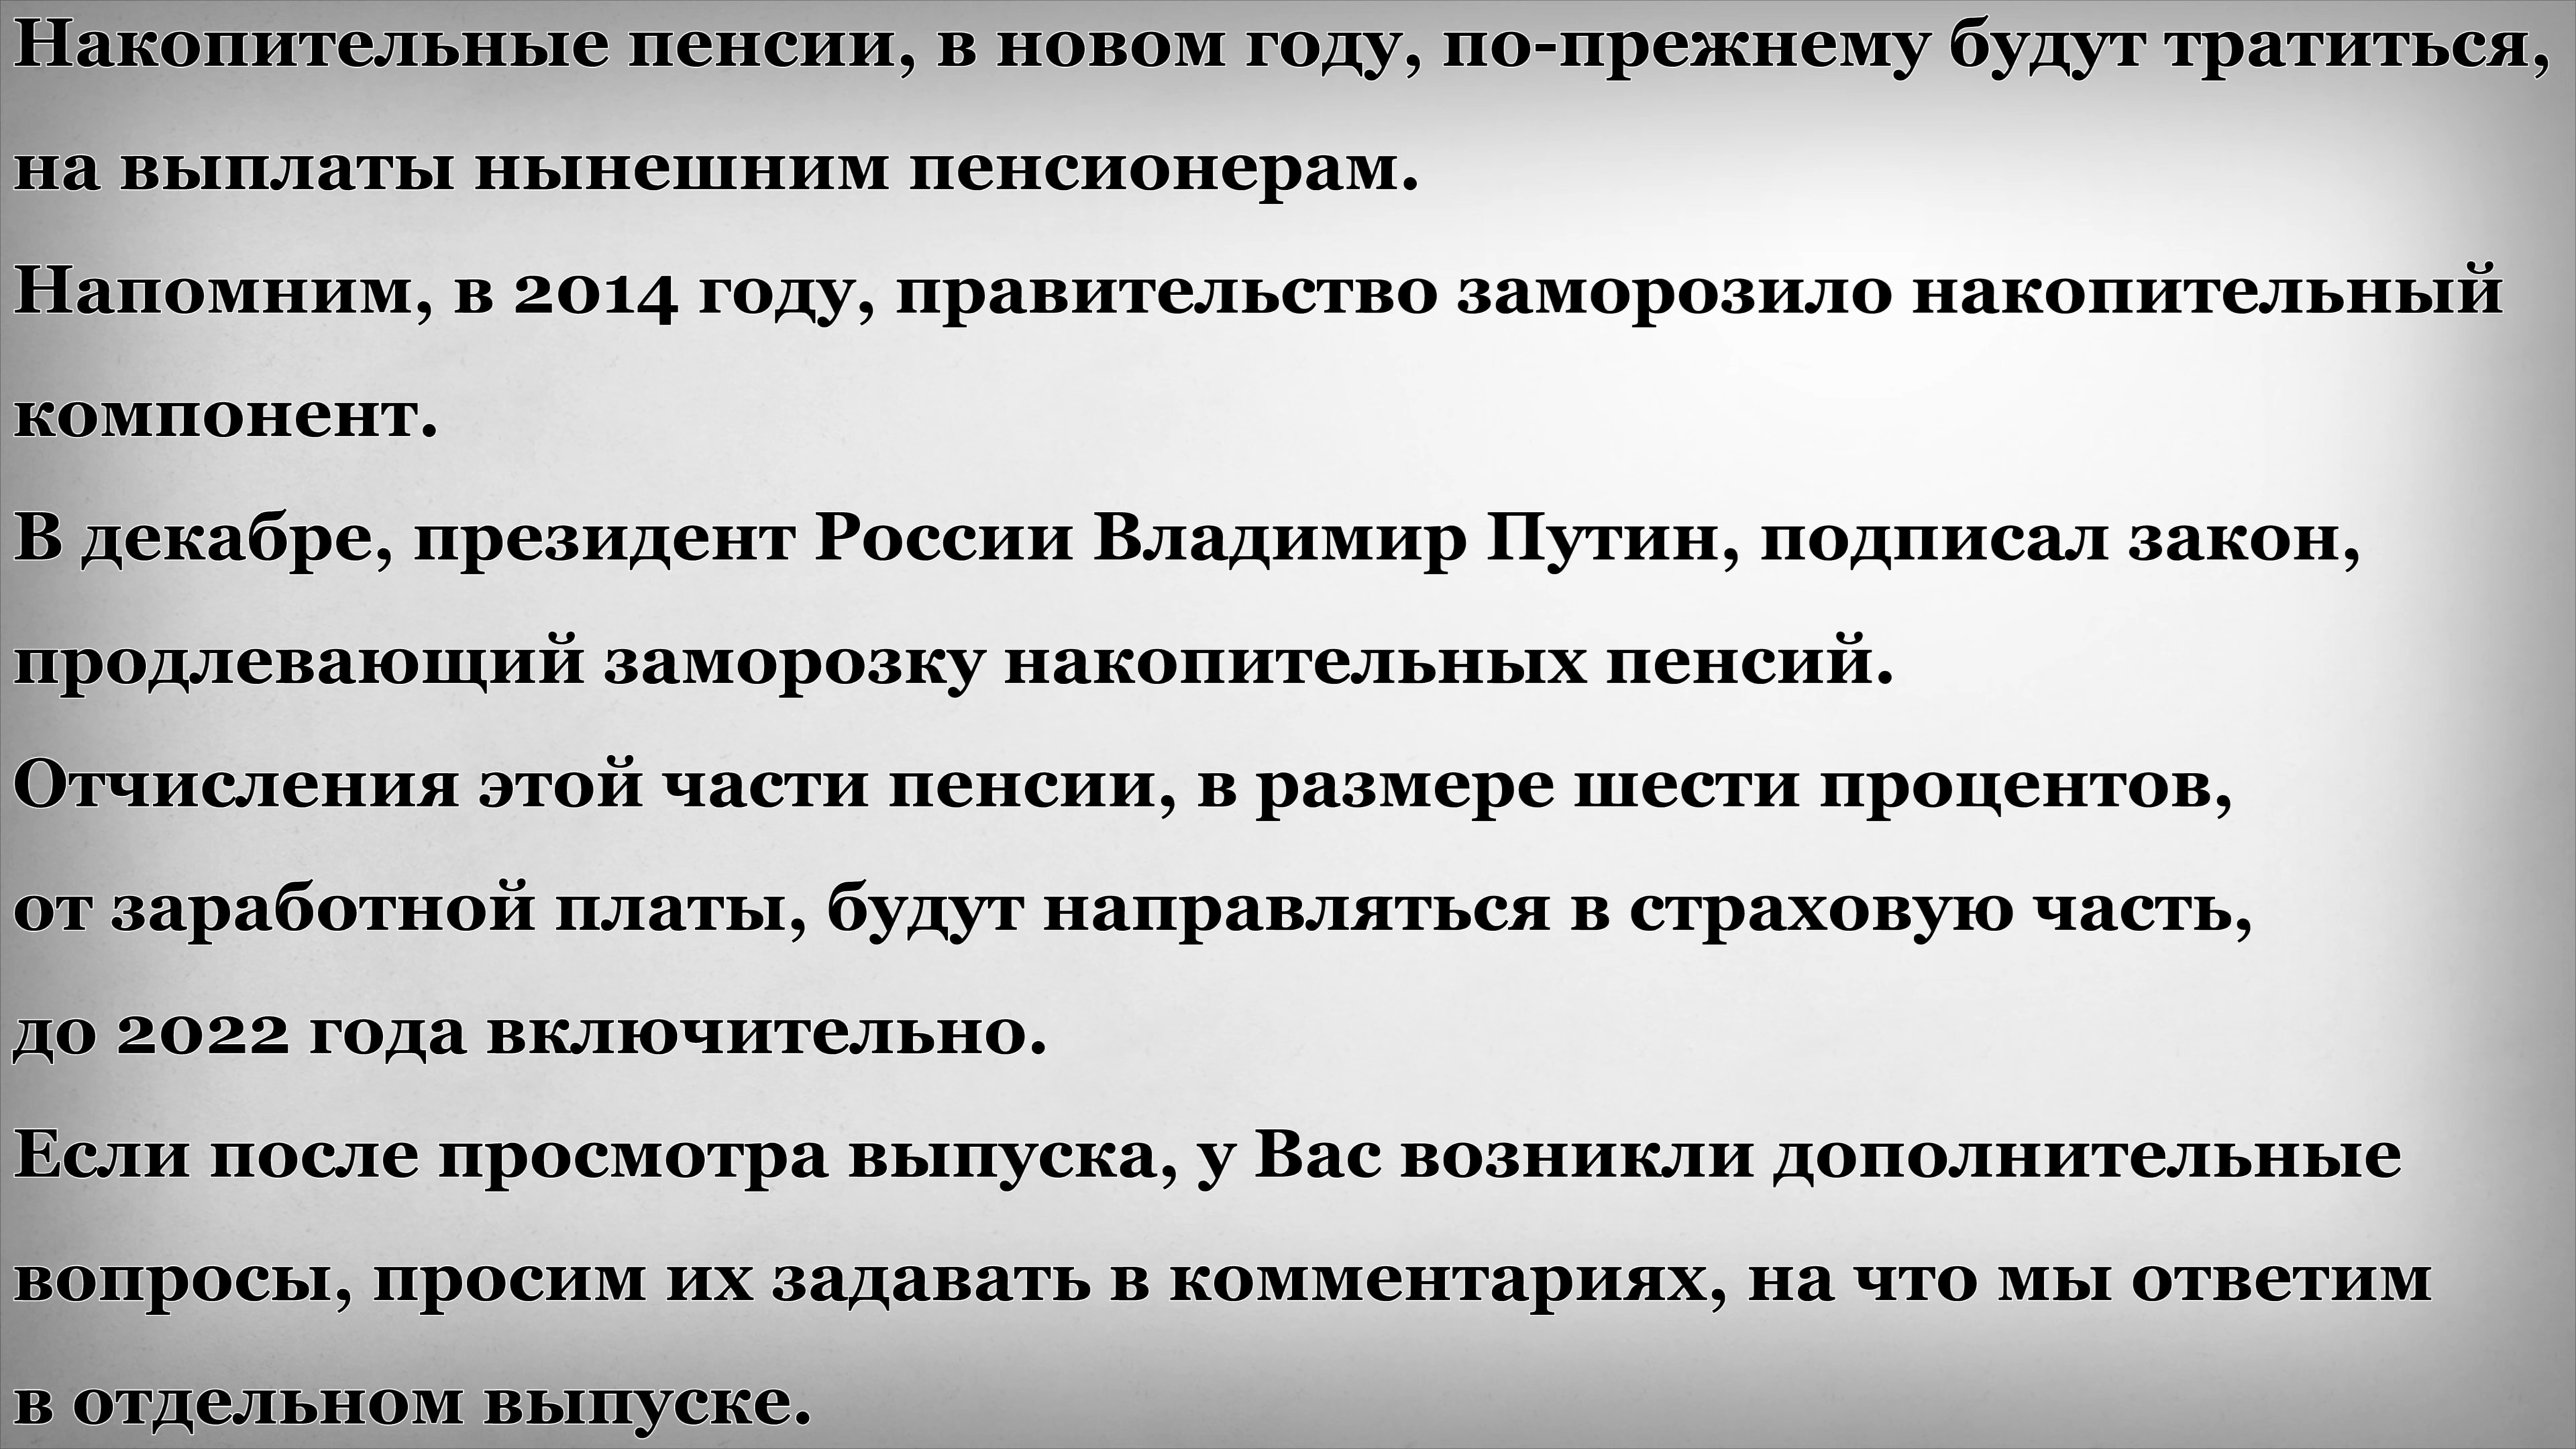 Накопительные пенсии, в новом году, по-прежнему будут тратиться,
на выплаты нынешним пенсионерам.
Напомним, в 2014 году, правительство заморозило накопительный
компонент.
В декабре, президент России Владимир Путин, подписал закон,
продлевающий заморозку накопительных пенсий.
Отчисления этой части пенсии, в размере шести процентов,
от заработной платы, будут направляться в страховую часть,
до 2022 года включительно.
Если после просмотра выпуска, у Вас возникли дополнительные
вопросы, просим их задавать в комментариях, на что мы ответим
в отдельном выпуске.